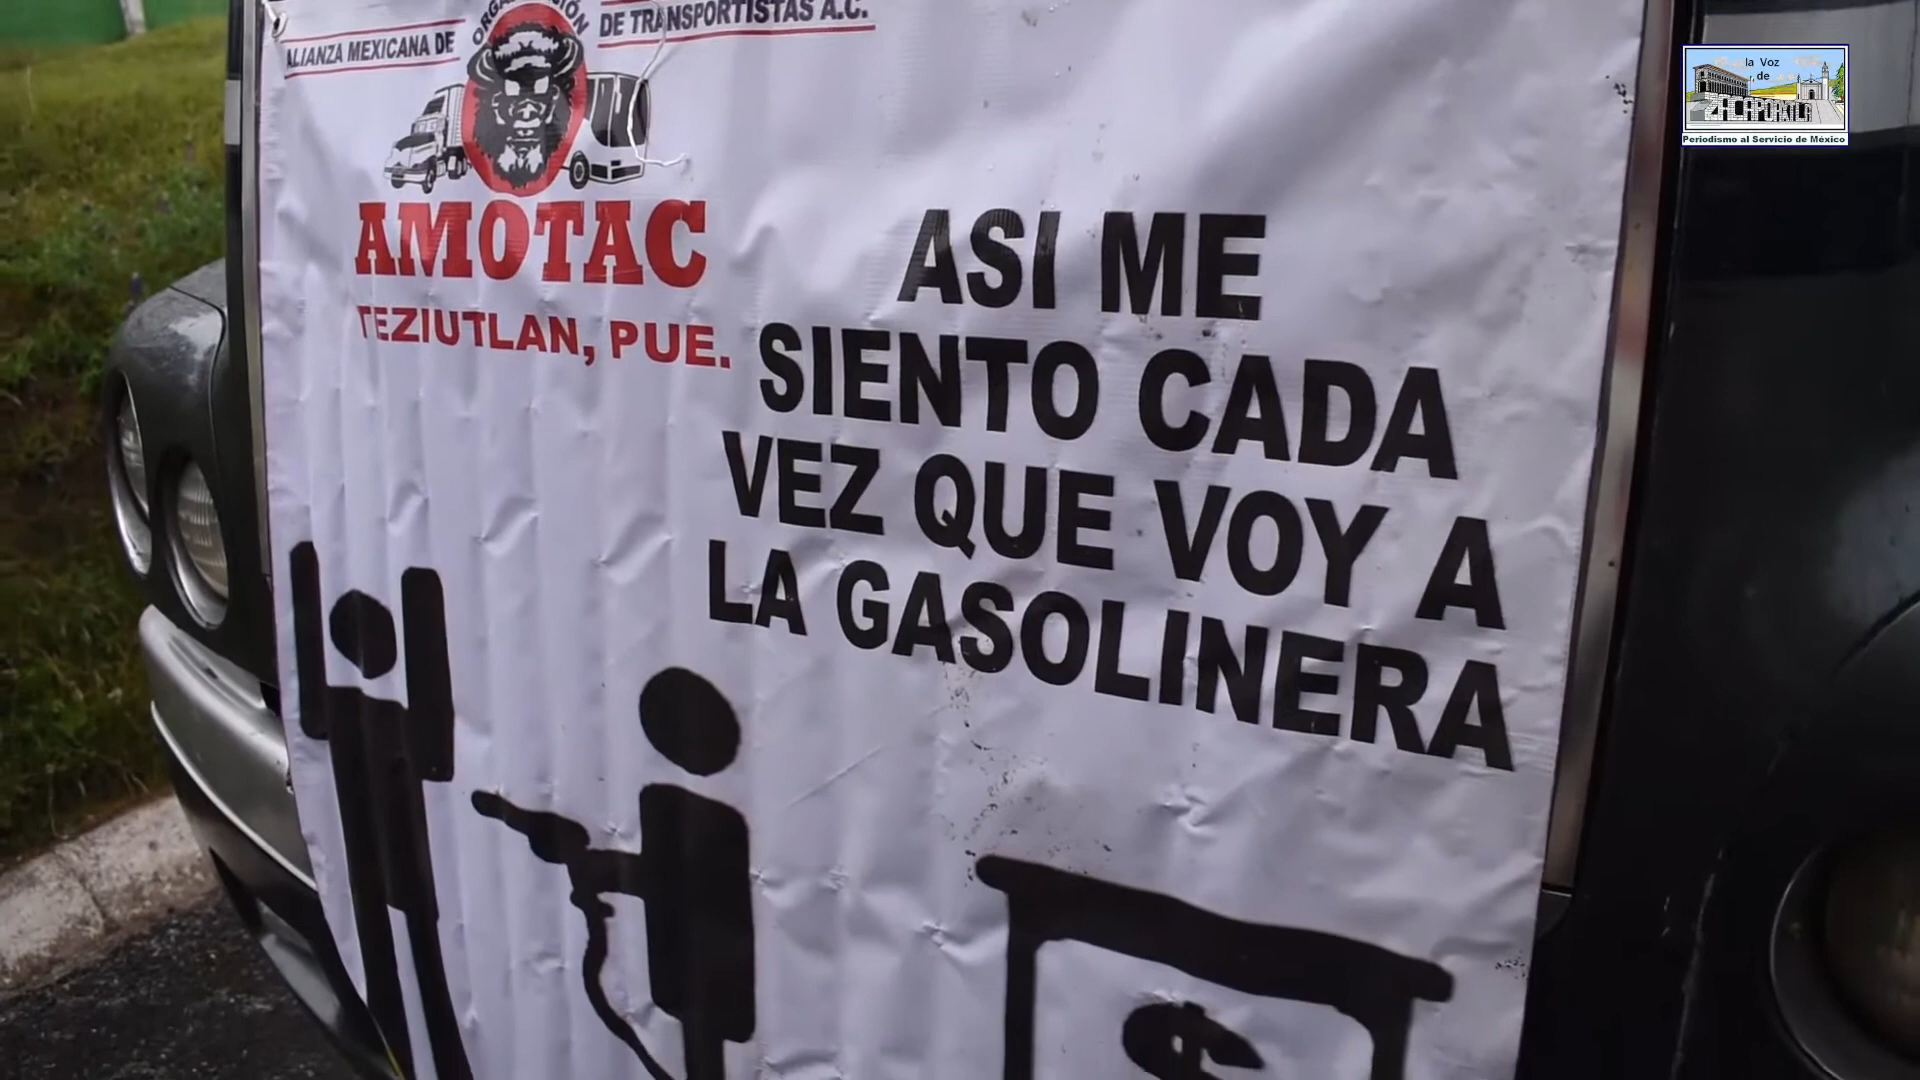 ALIANZA MEXICANA DE
DE TRANSPORTISTAS A.C.
AMOTAC
TEZIUTLAN, PUE.
ASI ME
SIENTO CADA
VEZ QUE VOY A
LA GASOLINERA
$
la Voz
de
ZACAPOAXTLA
Periodismo al Servicio de México